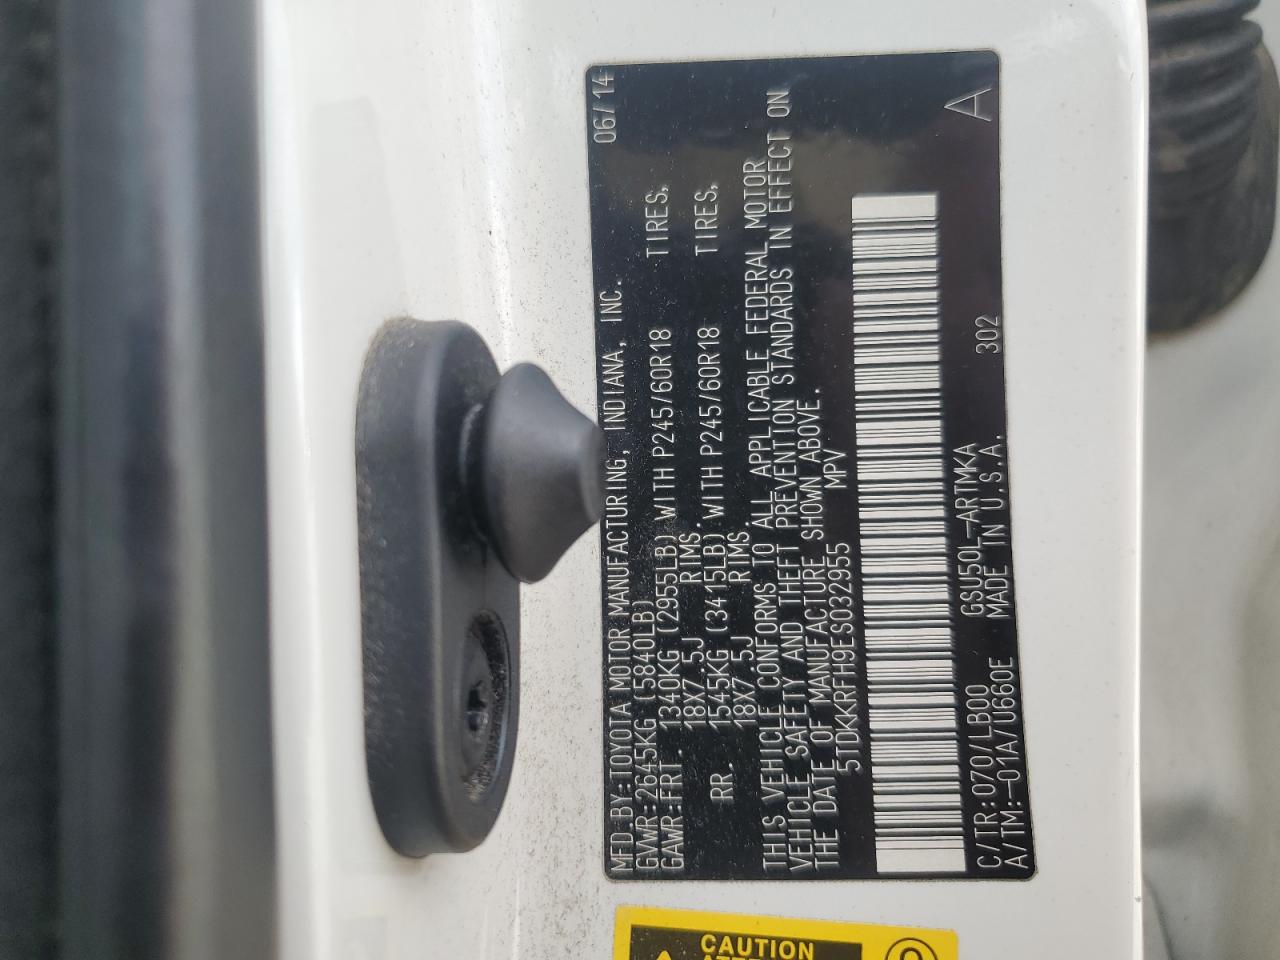 MFD.BY:TOYOTA MOTOR MANUFACTURING, INDIANA, INC. 06/14
GVWR:2645KG (5840LB)
GAWR:FRT. 1340KG (2955LB) WITH P245/60R18 TIRES,
18X7.5J RIMS.
RR. 1545KG (3415LB) WITH P245/60R18 TIRES,
18X7.5J RIMS.
THIS VEHICLE CONFORMS TO ALL APPLICABLE FEDERAL MOTOR
VEHICLE SAFETY AND THEFT PREVENTION STANDARDS IN EFFECT ON
THE DATE OF MANUFACTURE SHOWN ABOVE.
5TDKKRFH9ES032955 MPV
C/TR:070/LB00 GSU50L-ARTMKA 302 A
A/TM:-01A/U660E MADE IN U.S.A.
CAUTION